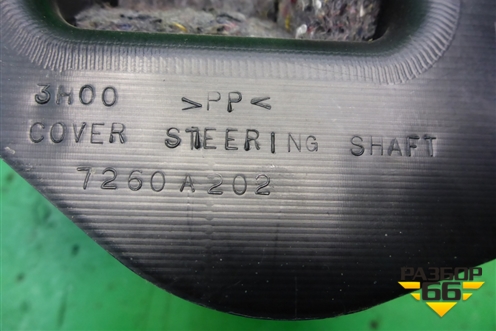 3H00 >PP<
COVER STEERING SHAFT
7260A202
РАЗБОР
66